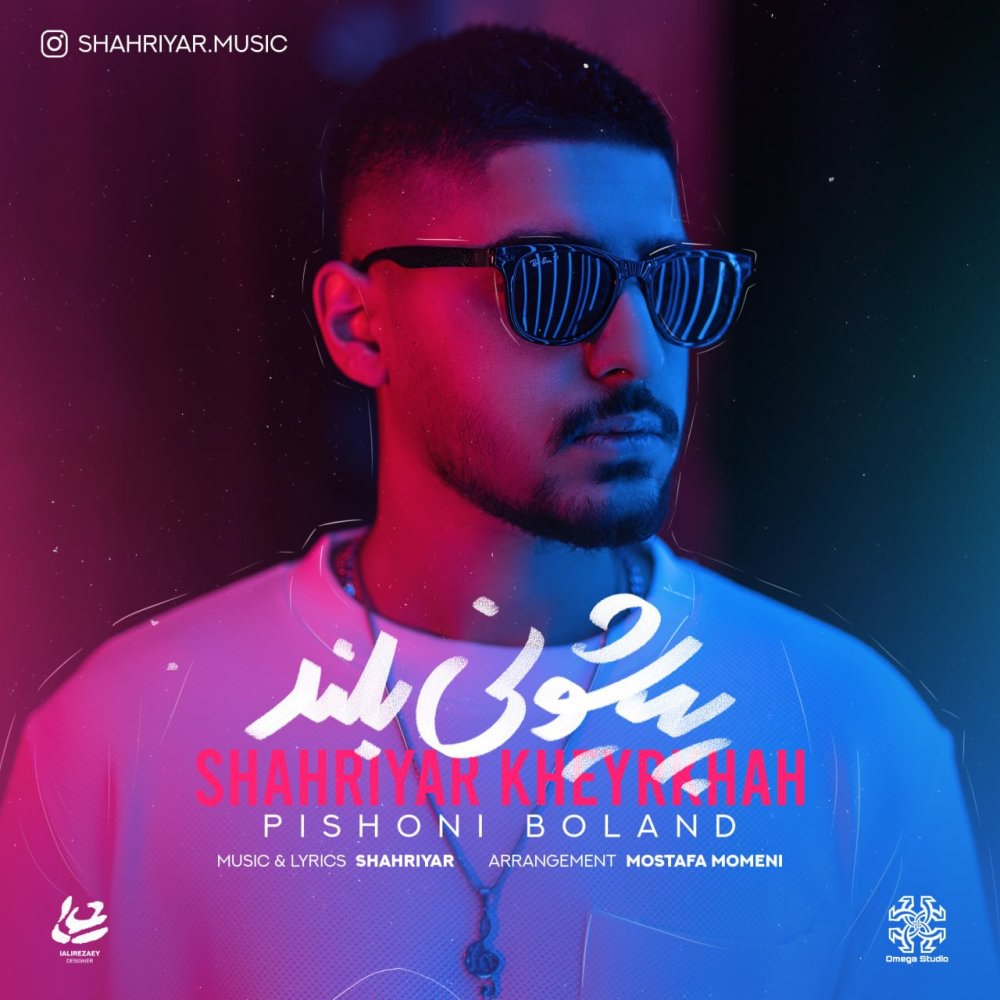 SHAHRIYAR.MUSIC
پیشونی بلند
SHAHRIYAR KHEYRKHAH
PISHONI BOLAND
MUSIC & LYRICS SHAHRIYAR ARRANGEMENT MOSTAFA MOMENI
IALIREZAEY
DESIGNER
Omega Studio